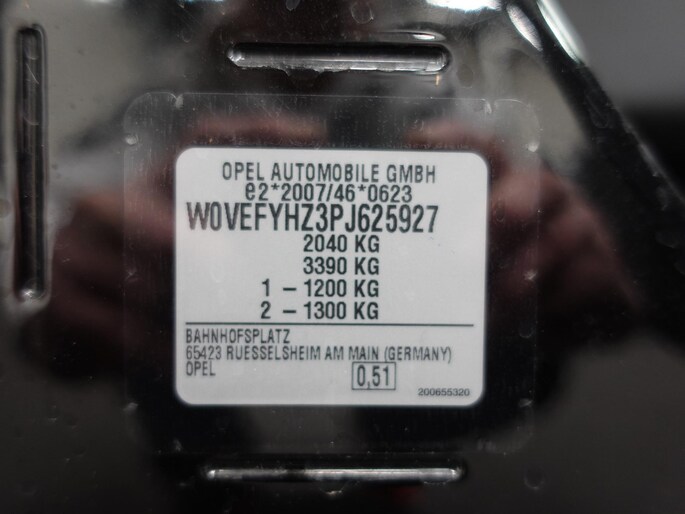 OPEL AUTOMOBILE GMBH
e2*2007/46*0623
W0VEFYHZ3PJ625927
2040 KG
3390 KG
1 - 1200 KG
2 - 1300 KG
BAHNHOFSPLATZ
65423 RUESSELSHEIM AM MAIN (GERMANY)
OPEL
0,51
200655320